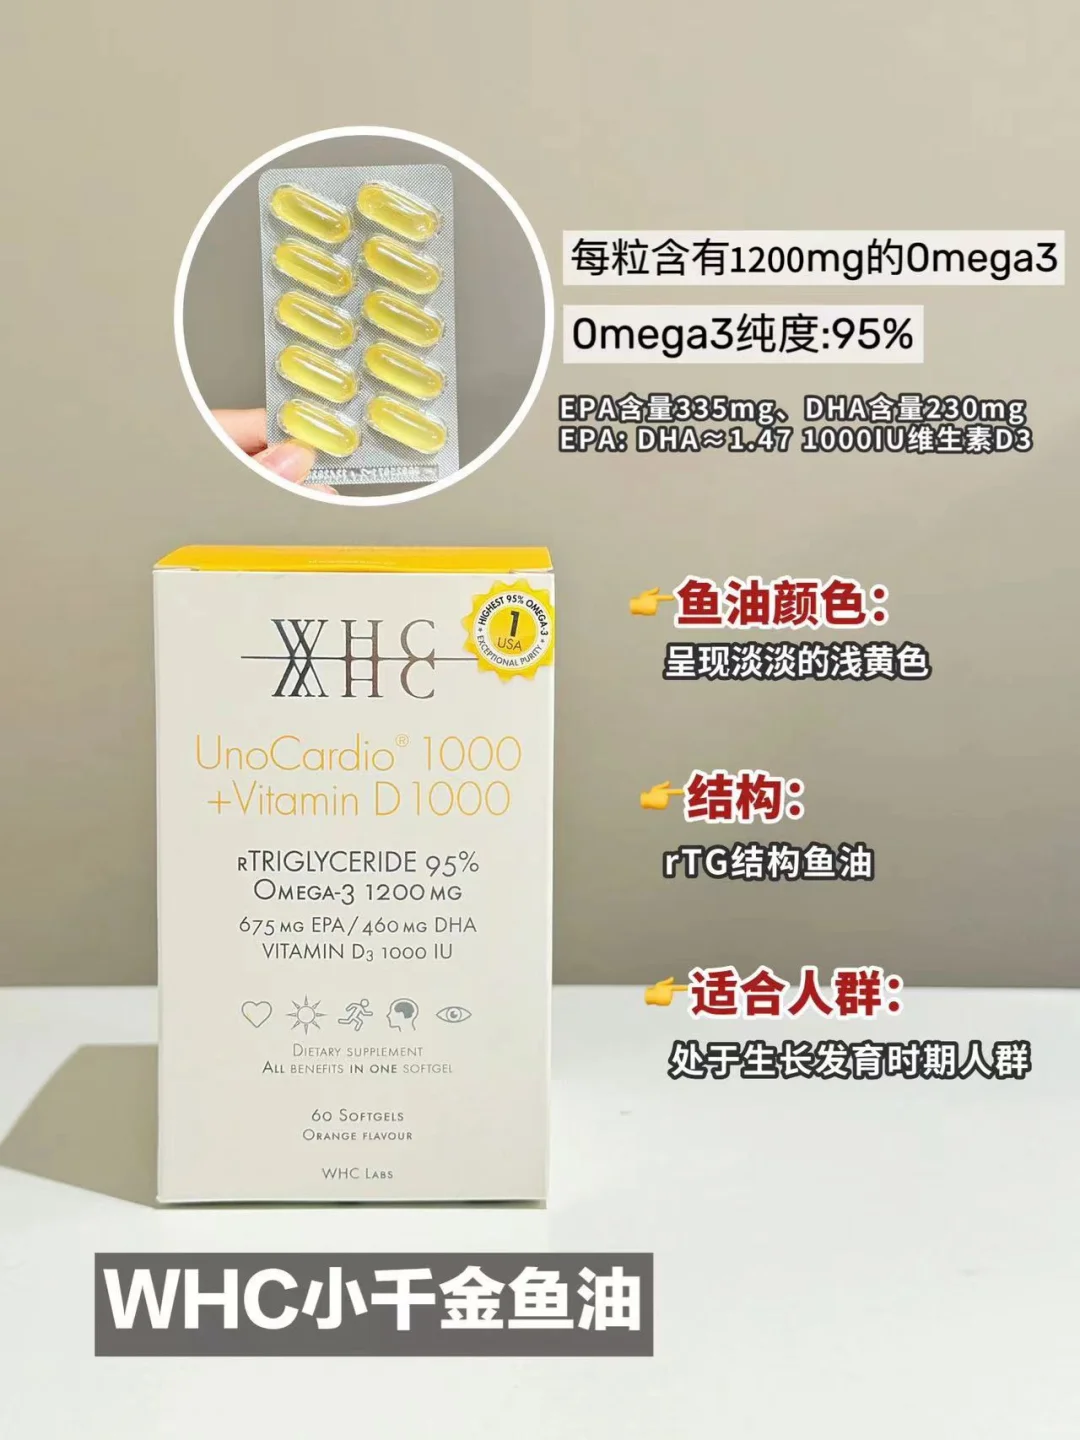 每粒含有1200mg的Omega3
Omega3纯度:95%
EPA含量335mg、DHA含量230mg
EPA: DHA≈1.47 1000IU维生素D3
HIGHEST 95% OMEGA-3
1
USA
EXCEPTIONAL PURITY
WHC
UnoCardio® 1000
+Vitamin D1000
rTRIGLYCERIDE 95%
OMEGA-3 1200 MG
675 MG EPA/460 MG DHA
VITAMIN D3 1000 IU
DIETARY SUPPLEMENT
ALL BENEFITS IN ONE SOFTGEL
60 SOFTGELS
ORANGE FLAVOUR
WHC LABS
👉鱼油颜色:
呈现淡淡的浅黄色
👉结构:
rTG结构鱼油
👉适合人群:
处于生长发育时期人群
WHC小千金鱼油